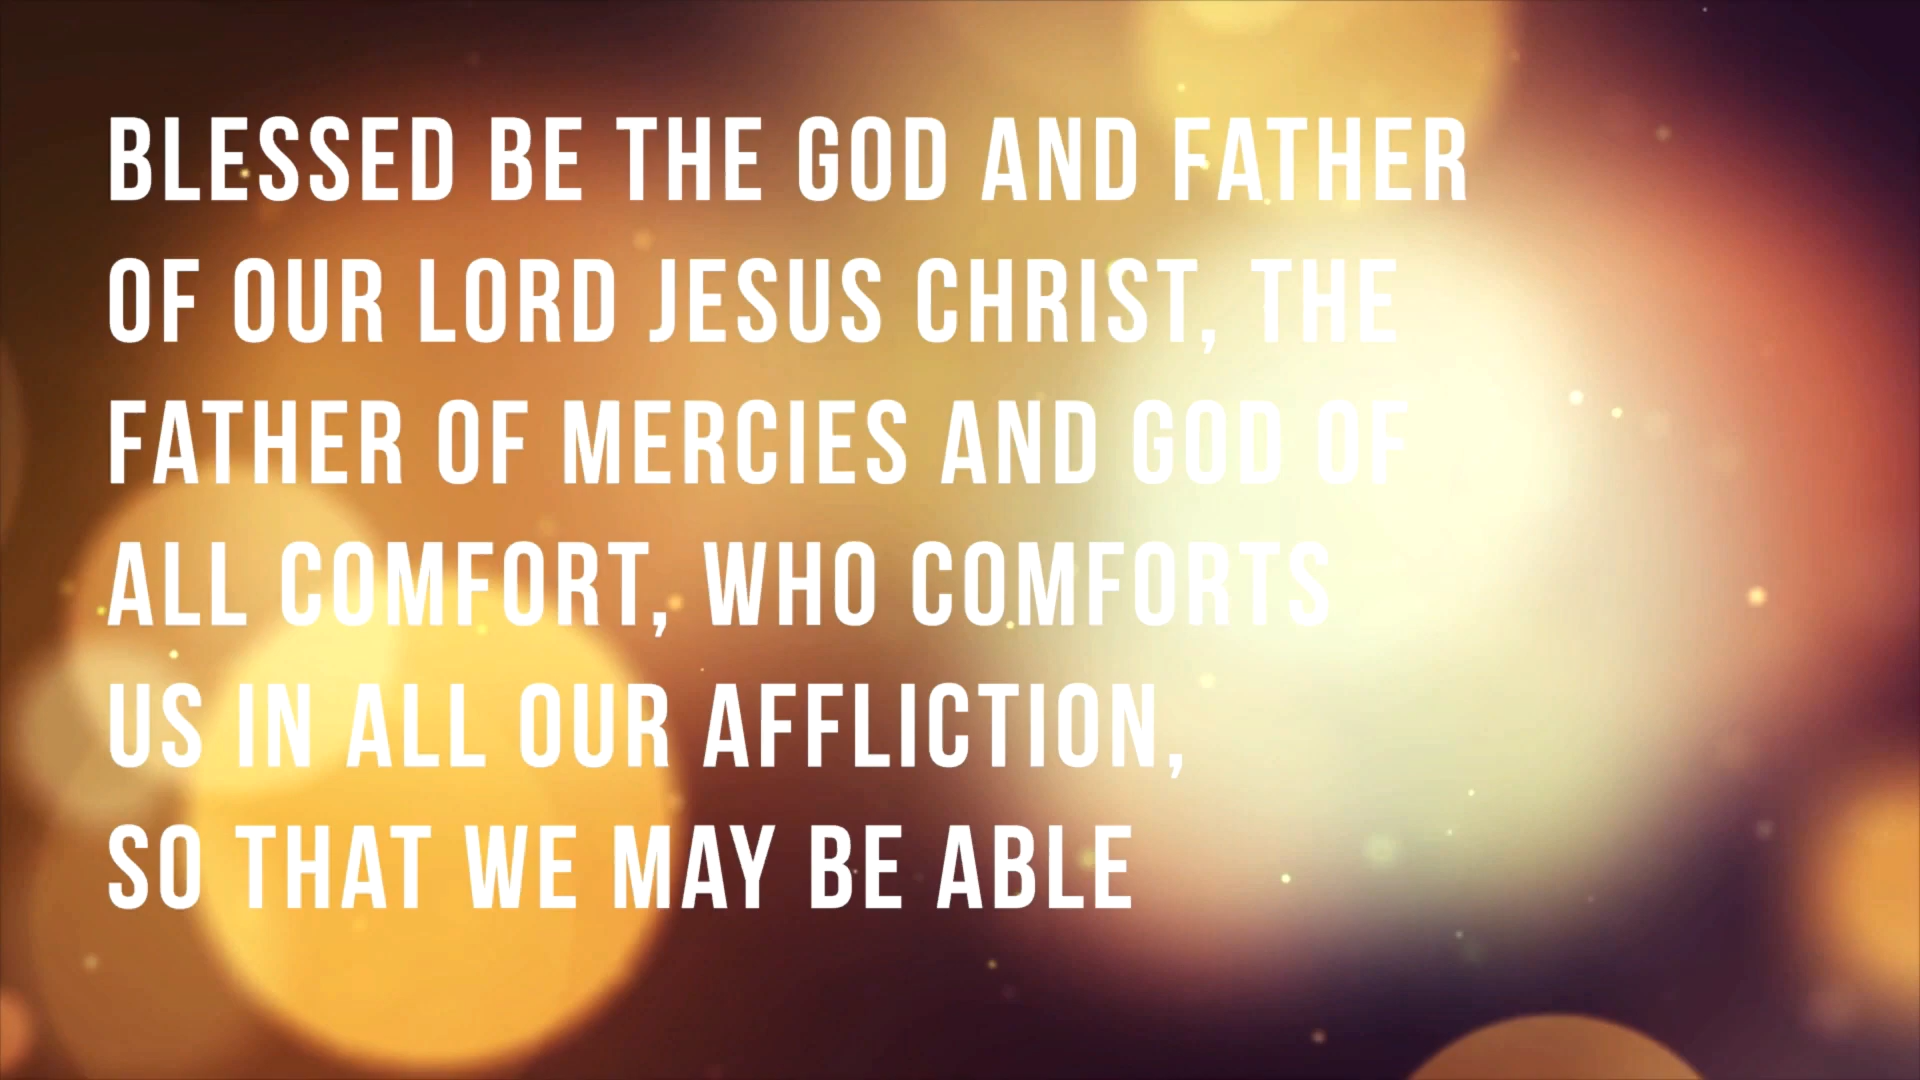 BLESSED BE THE GOD AND FATHER
OF OUR LORD JESUS CHRIST, THE
FATHER OF MERCIES AND GOD OF
ALL COMFORT, WHO COMFORTS
US IN ALL OUR AFFLICTION,
SO THAT WE MAY BE ABLE